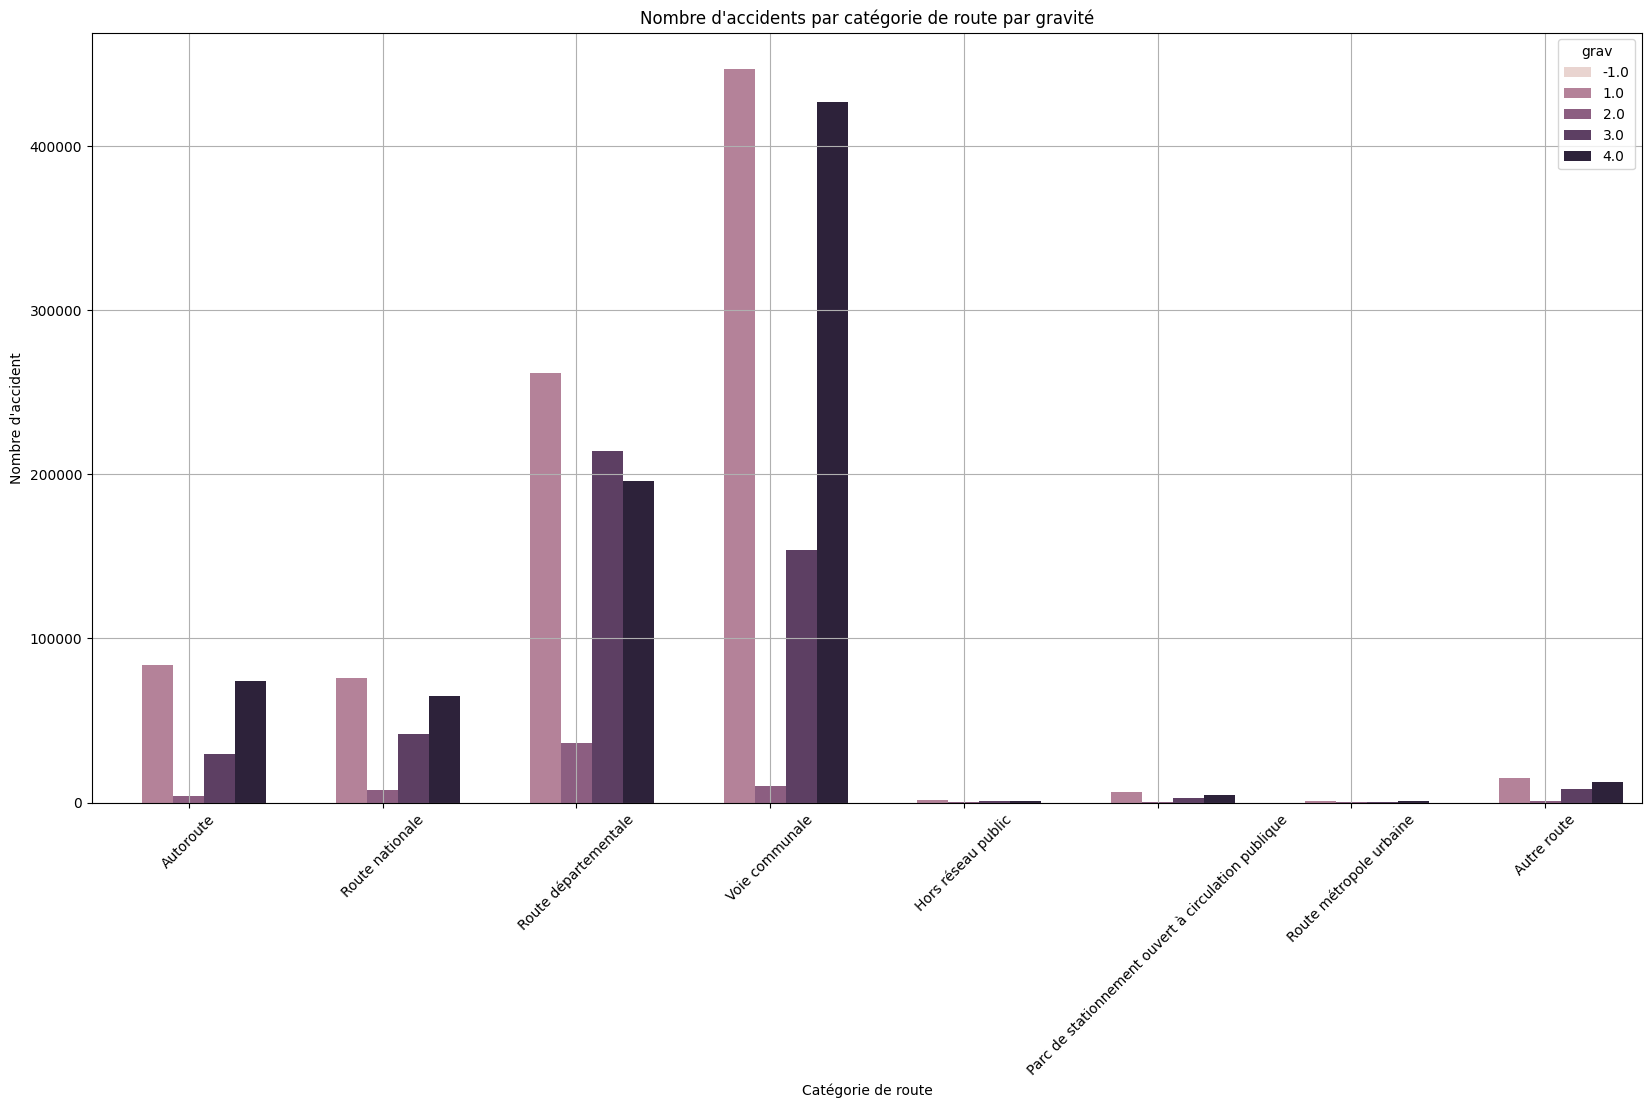 Nombre d'accidents par catégorie de route par gravité
grav
-1.0
1.0
2.0
3.0
4.0
Nombre d'accident
400000
300000
200000
100000
0
Autoroute
Route nationale
Route départementale
Voie communale
Hors réseau public
Parc de stationnement ouvert à circulation publique
Route métropole urbaine
Autre route
Catégorie de route